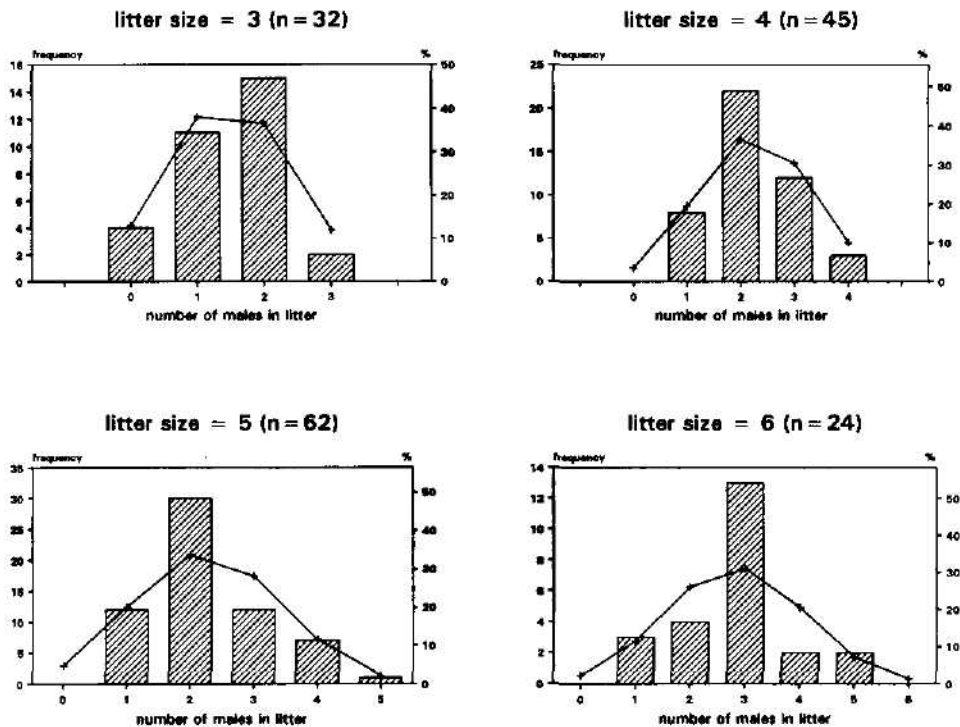 litter size = 3 (n=32)
frequency %
18 50
14 40
12
10 30
8
6 20
4 10
2
0 0
0 1 2 3
number of males in litter
litter size = 4 (n=45)
frequency %
25
20 50
40
15
30
10
20
5 10
0 0
0 1 2 3 4
number of males in litter
litter size = 5 (n=62)
frequency %
35
30 50
25 40
20
30
15
20
10
5 10
0 0
0 1 2 3 4 5
number of males in litter
litter size = 6 (n=24)
frequency %
14
12 50
10 40
8
30
6
20
4
2 10
0 0
0 1 2 3 4 5 6
number of males in litter